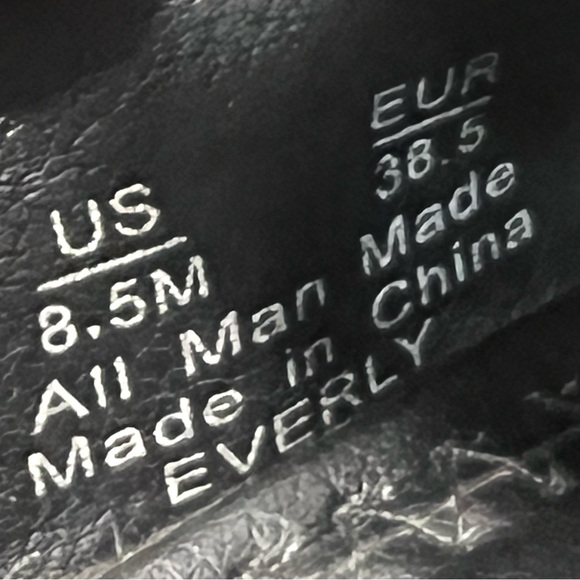 US EUR
8.5M 38.5
All Man Made
Made in China
EVERLY